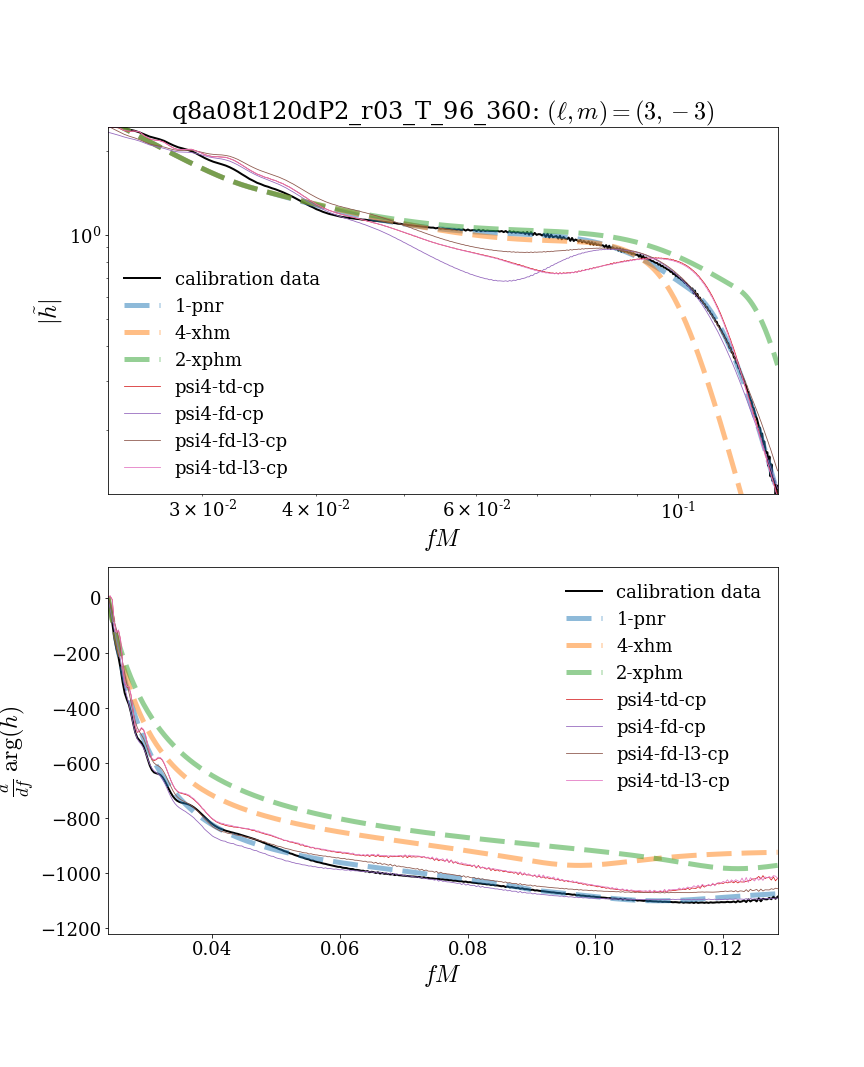 q8a08t120dP2_r03_T_96_360: (ℓ, m) = (3, −3)
10⁰
|h̃|
calibration data
1-pnr
4-xhm
2-xphm
psi4-td-cp
psi4-fd-cp
psi4-fd-l3-cp
psi4-td-l3-cp
3 × 10⁻² 4 × 10⁻² 6 × 10⁻² 10⁻¹
fM
0
−200
−400
−600
−800
−1000
−1200
d/df arg(h)
calibration data
1-pnr
4-xhm
2-xphm
psi4-td-cp
psi4-fd-cp
psi4-fd-l3-cp
psi4-td-l3-cp
0.04 0.06 0.08 0.10 0.12
fM